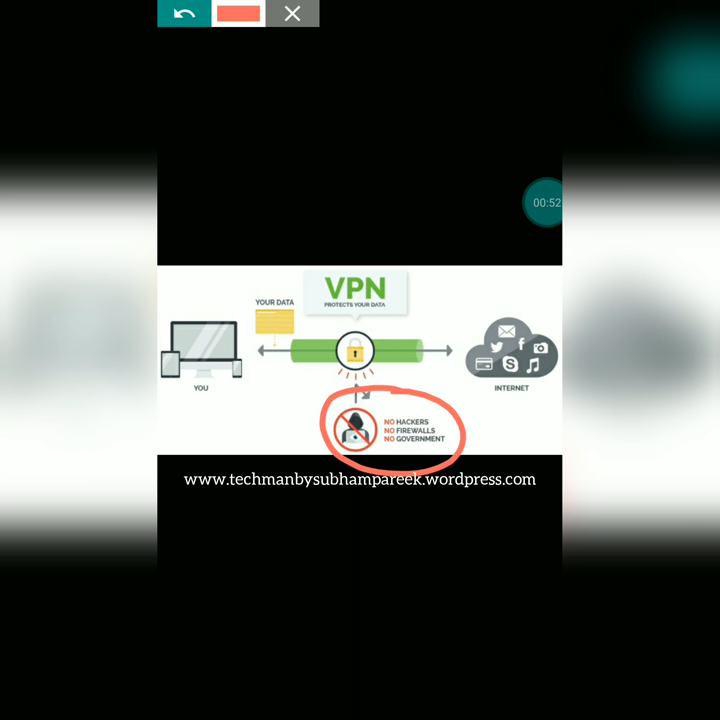 00:52
VPN
PROTECTS YOUR DATA
YOUR DATA
YOU
INTERNET
NO HACKERS
NO FIREWALLS
NO GOVERNMENT
www.techmanbysubhampareek.wordpress.com